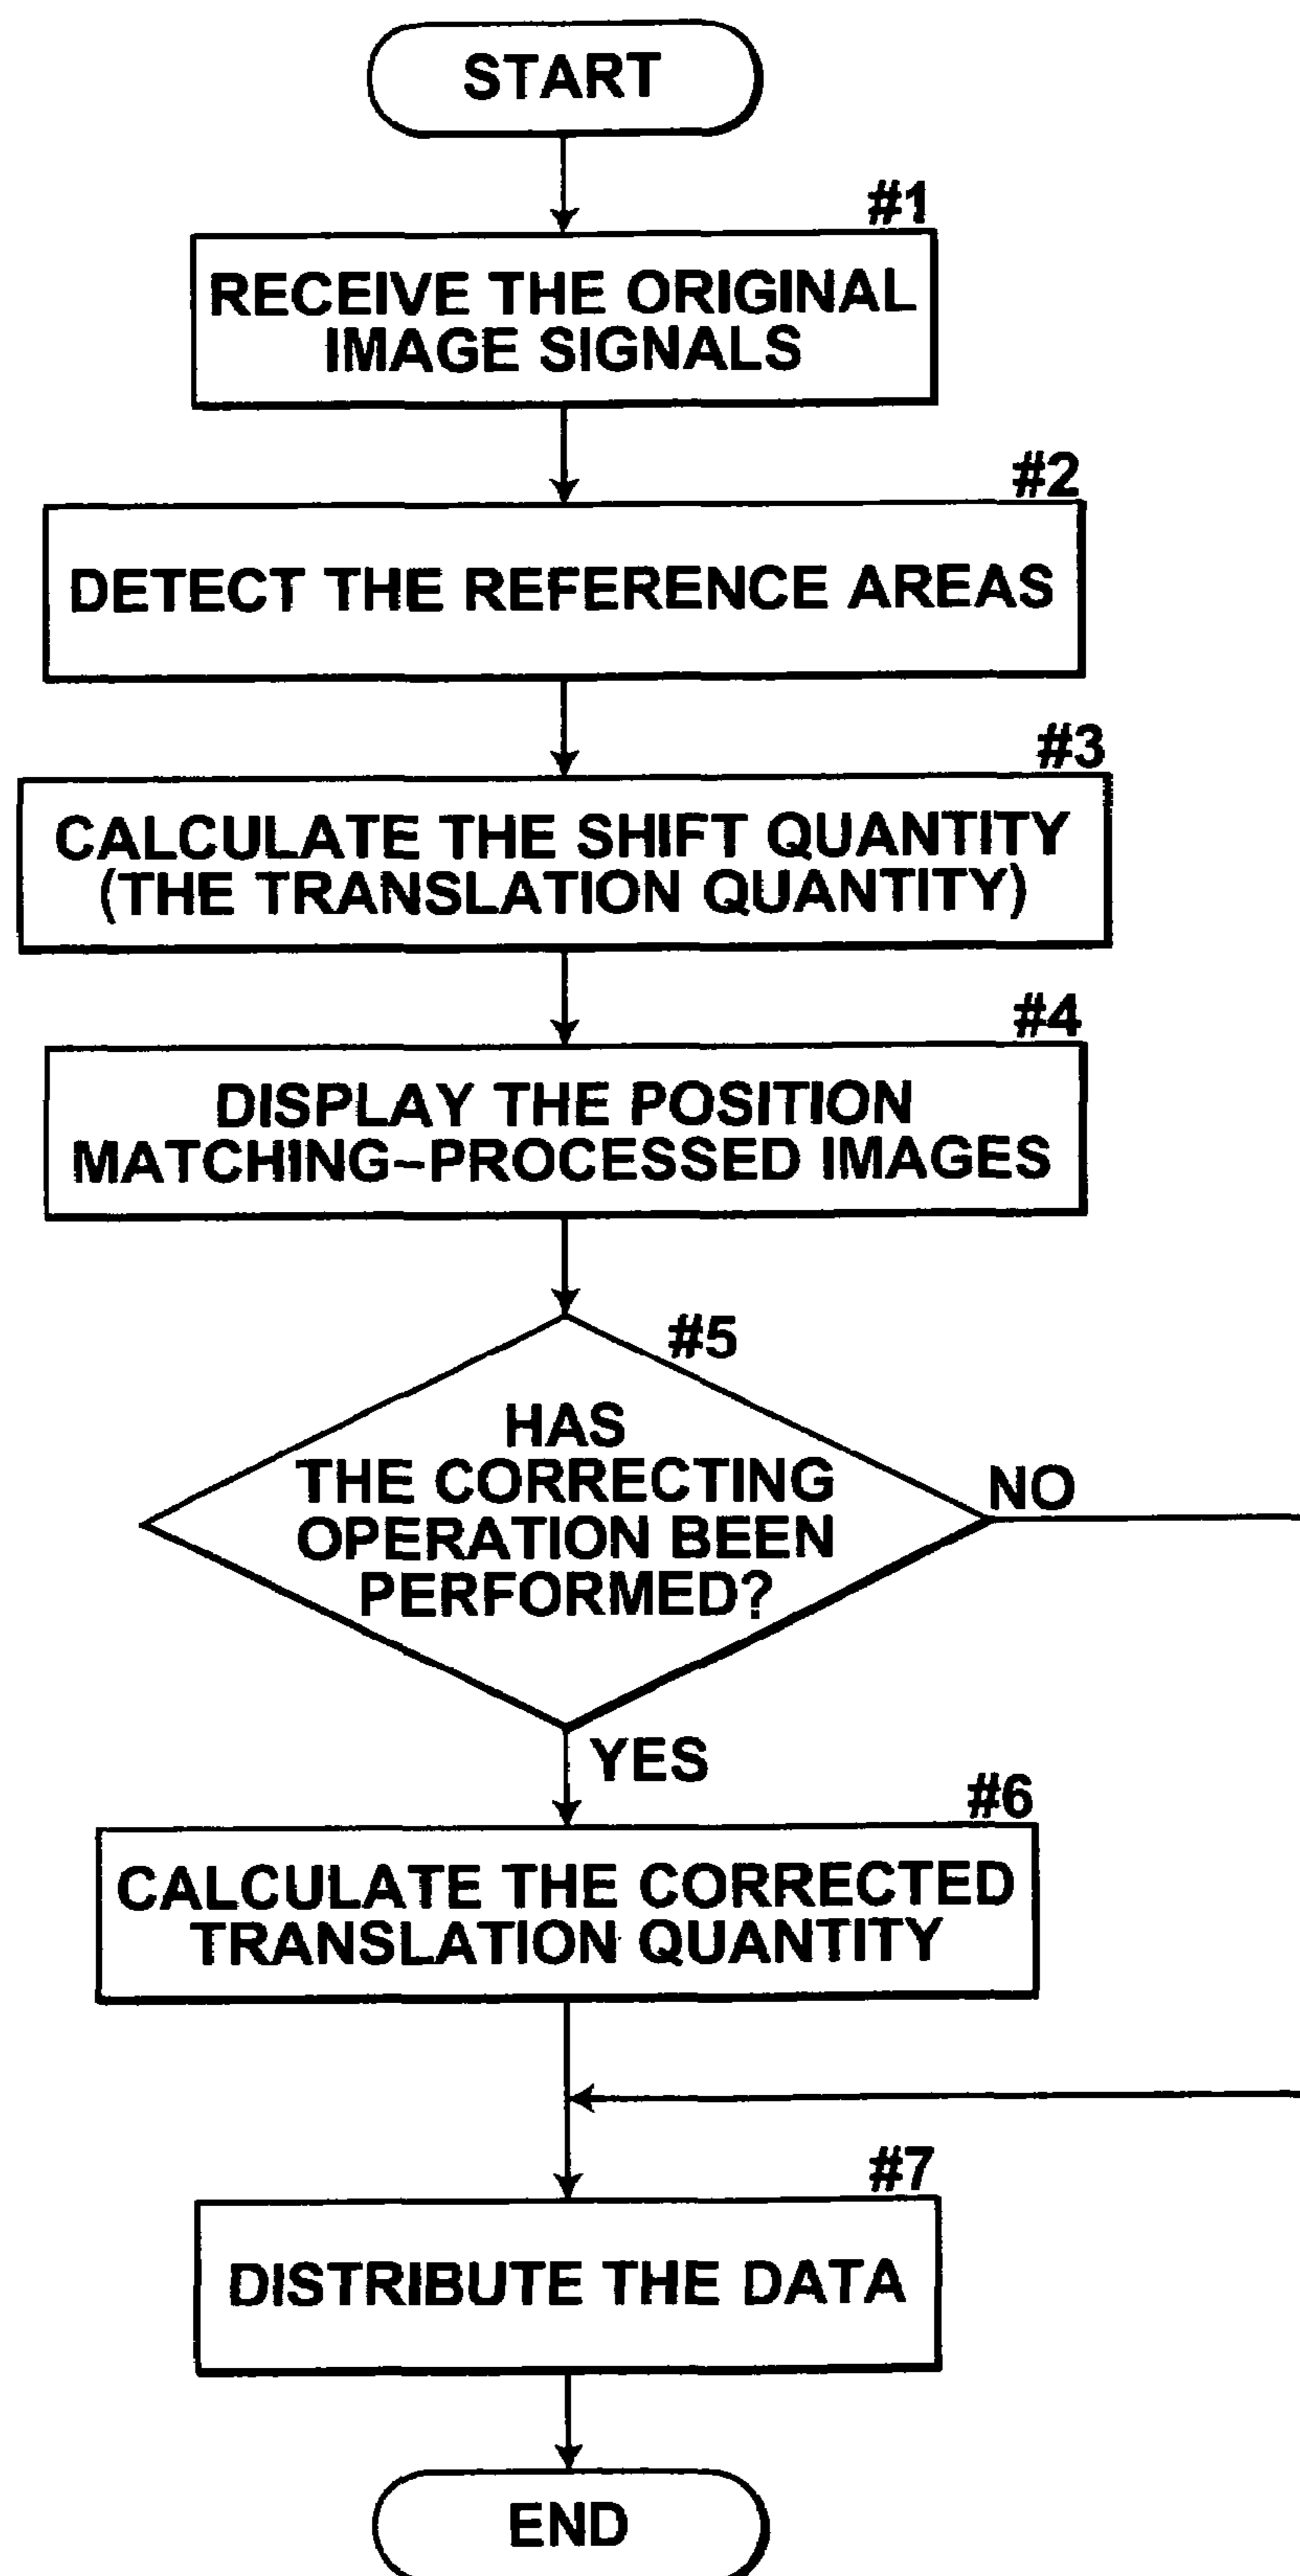 START
#1
RECEIVE THE ORIGINAL
IMAGE SIGNALS
#2
DETECT THE REFERENCE AREAS
#3
CALCULATE THE SHIFT QUANTITY
(THE TRANSLATION QUANTITY)
#4
DISPLAY THE POSITION
MATCHING-PROCESSED IMAGES
#5
HAS
THE CORRECTING
OPERATION BEEN
PERFORMED?
NO
YES
#6
CALCULATE THE CORRECTED
TRANSLATION QUANTITY
#7
DISTRIBUTE THE DATA
END